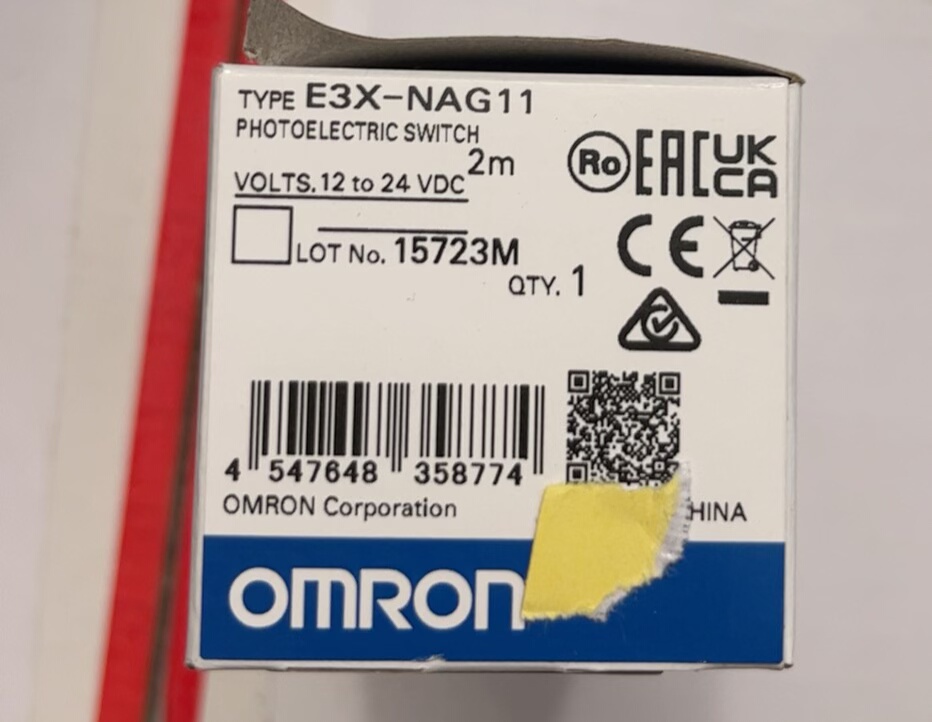 TYPE E3X-NAG11
PHOTOELECTRIC SWITCH
2m
VOLTS. 12 to 24 VDC
LOT No. 15723M
QTY. 1
Ro EAC UK
CA
CE
4 547648 358774
OMRON Corporation
HINA
OMRON